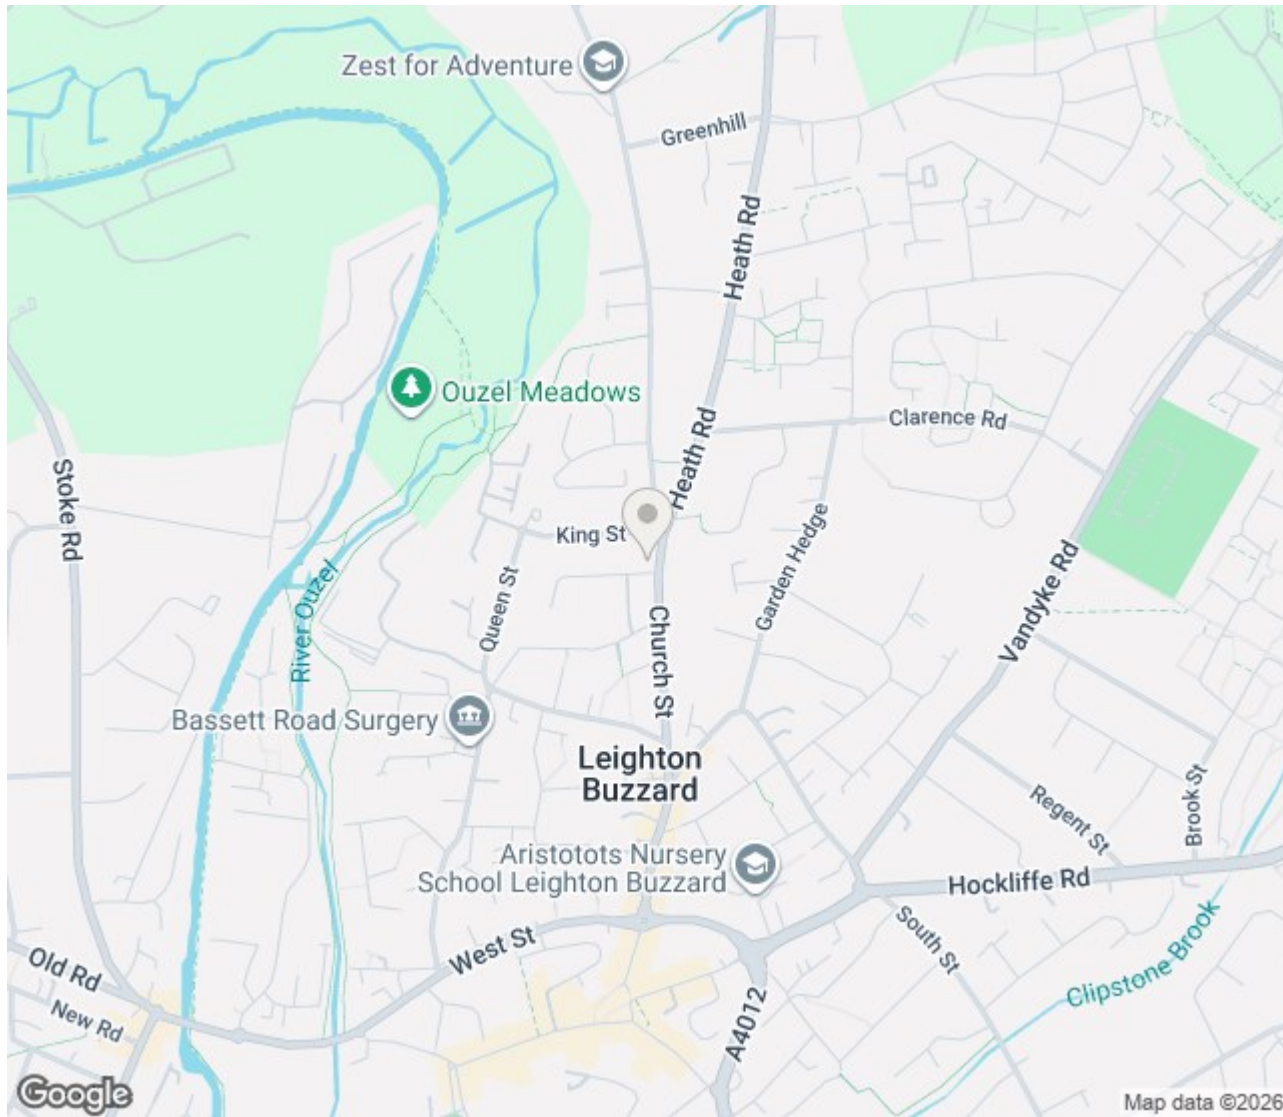 Zest for Adventure
Greenhill
Heath Rd
Ouzel Meadows
Clarence Rd
Heath Rd
Stoke Rd
King St
Garden Hedge
Vandyke Rd
Queen St
River Ouzel
Church St
Bassett Road Surgery
Leighton
Buzzard
Regent St
Brook St
Aristotots Nursery
School Leighton Buzzard
Hockliffe Rd
West St
South St
Clipstone Brook
Old Rd
New Rd
A4012
Google
Map data ©2026